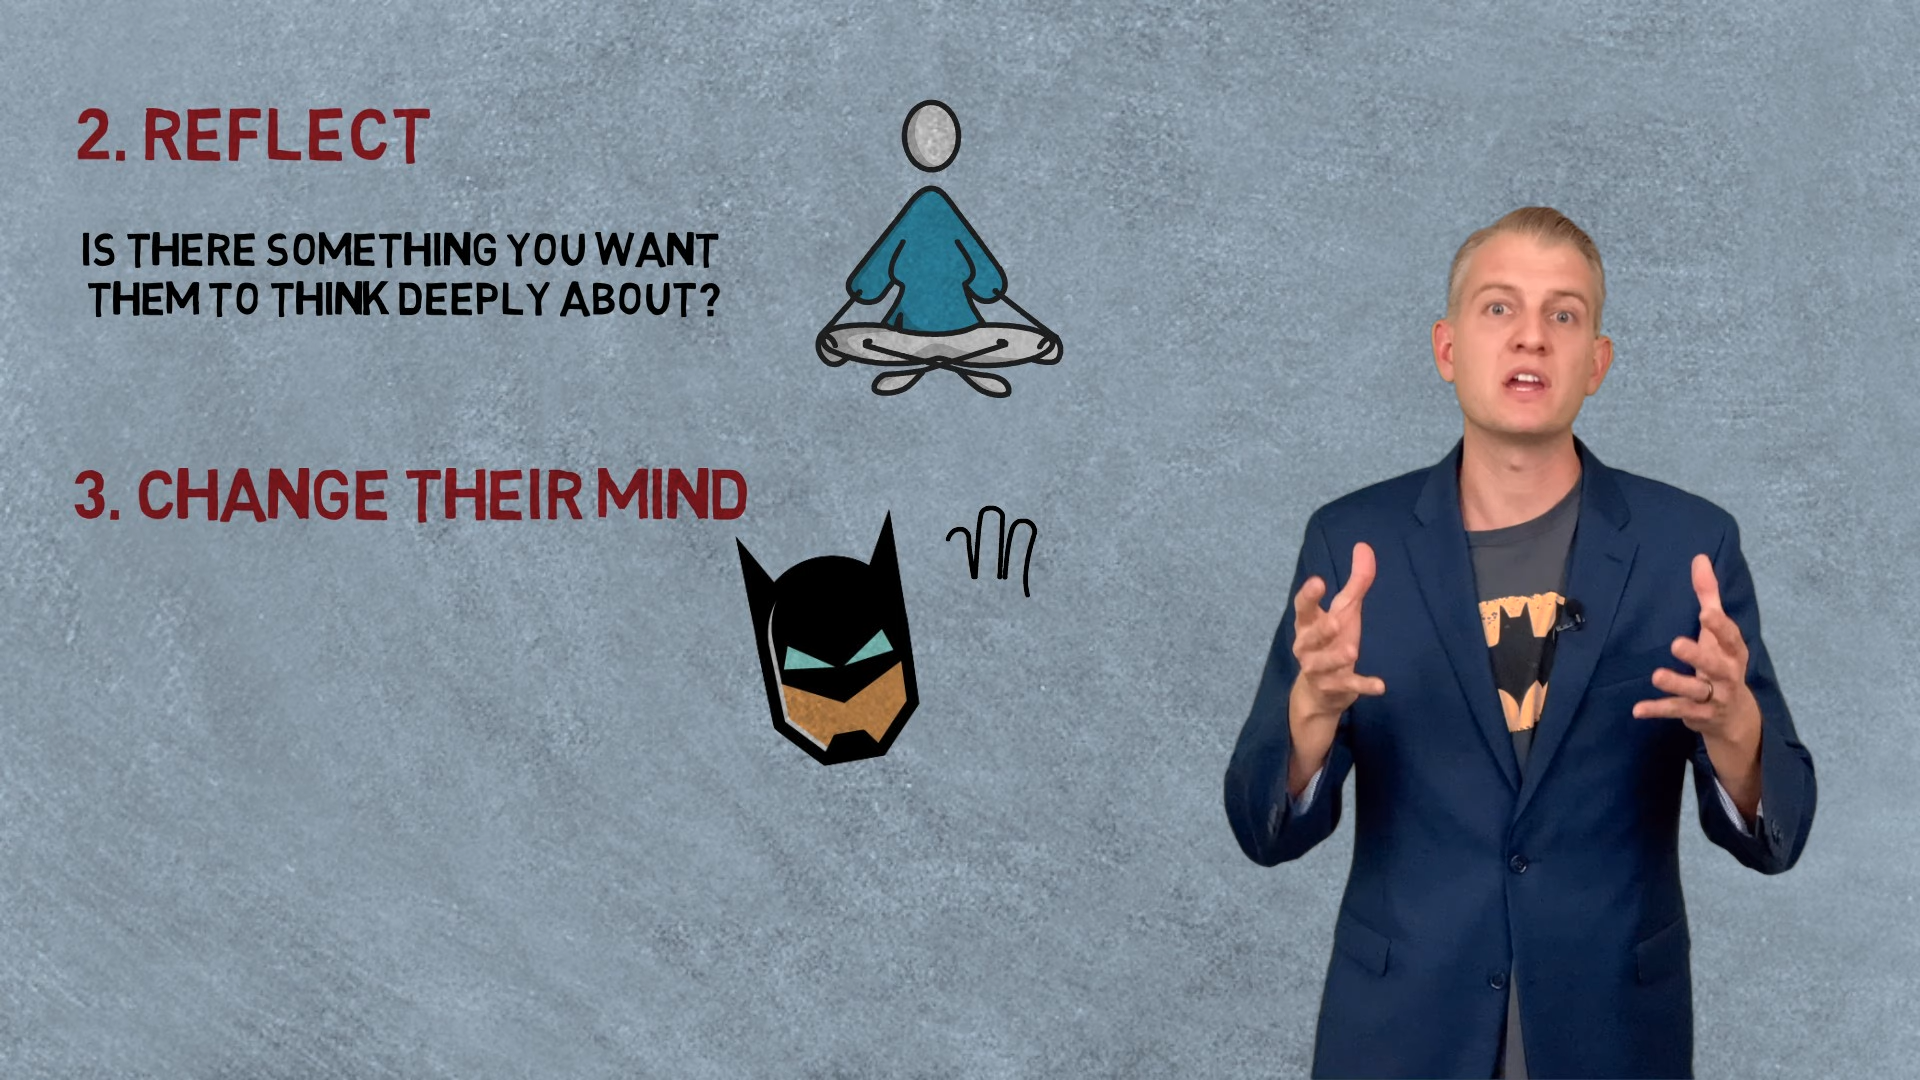 2. REFLECT
IS THERE SOMETHING YOU WANT
THEM TO THINK DEEPLY ABOUT?
3. CHANGE THEIR MIND